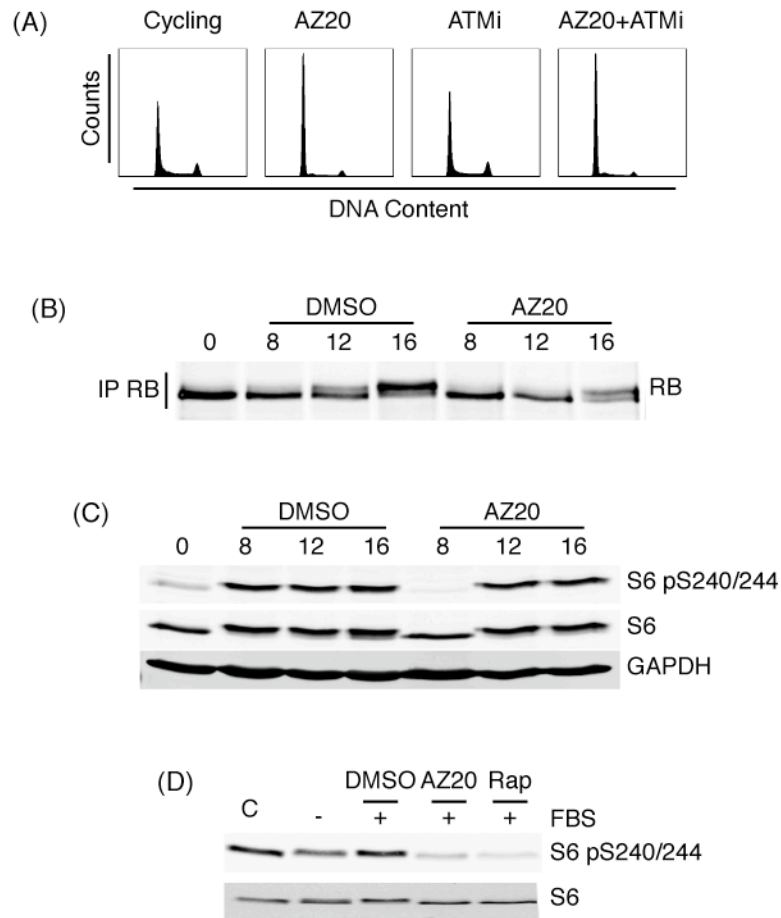 (A)
Cycling AZ20 ATMi AZ20+ATMi
Counts
DNA Content
(B)
DMSO AZ20
0 8 12 16 8 12 16
IP RB RB
(C)
DMSO AZ20
0 8 12 16 8 12 16
S6 pS240/244
S6
GAPDH
(D)
DMSO AZ20 Rap
C - + + + FBS
S6 pS240/244
S6